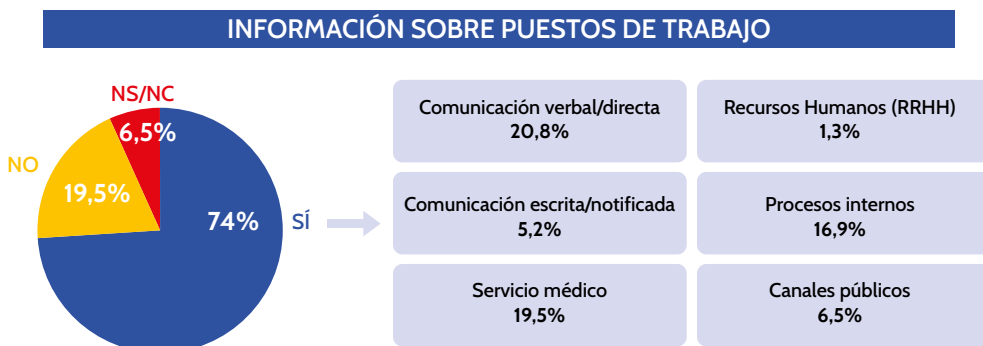 INFORMACIÓN SOBRE PUESTOS DE TRABAJO
NS/NC
6,5%
NO
19,5%
74%
SÍ
Comunicación verbal/directa
20,8%
Recursos Humanos (RRHH)
1,3%
Comunicación escrita/notificada
5,2%
Procesos internos
16,9%
Servicio médico
19,5%
Canales públicos
6,5%